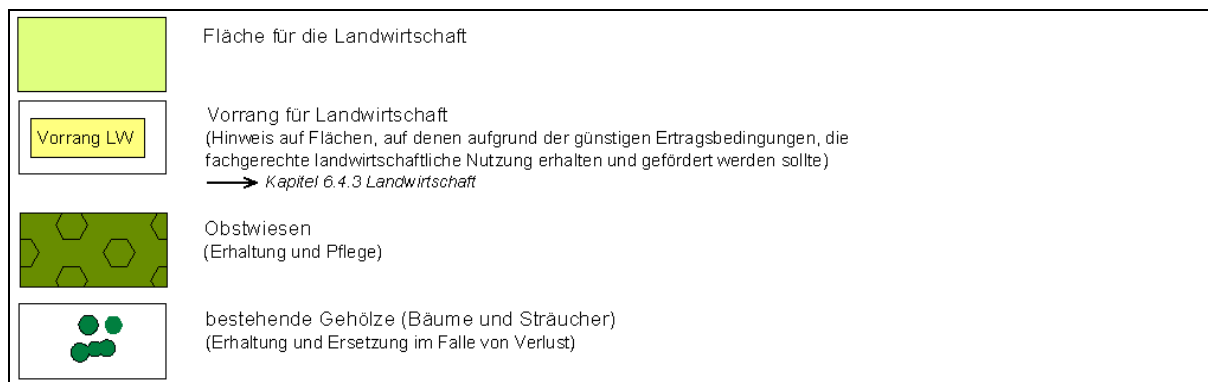 Fläche für die Landwirtschaft
Vorrang LW
Vorrang für Landwirtschaft
(Hinweis auf Flächen, auf denen aufgrund der günstigen Ertragsbedingungen, die
fachgerechte landwirtschaftliche Nutzung erhalten und gefördert werden sollte)
Kapitel 6.4.3 Landwirtschaft
Obstwiesen
(Erhaltung und Pflege)
bestehende Gehölze (Bäume und Sträucher)
(Erhaltung und Ersetzung im Falle von Verlust)